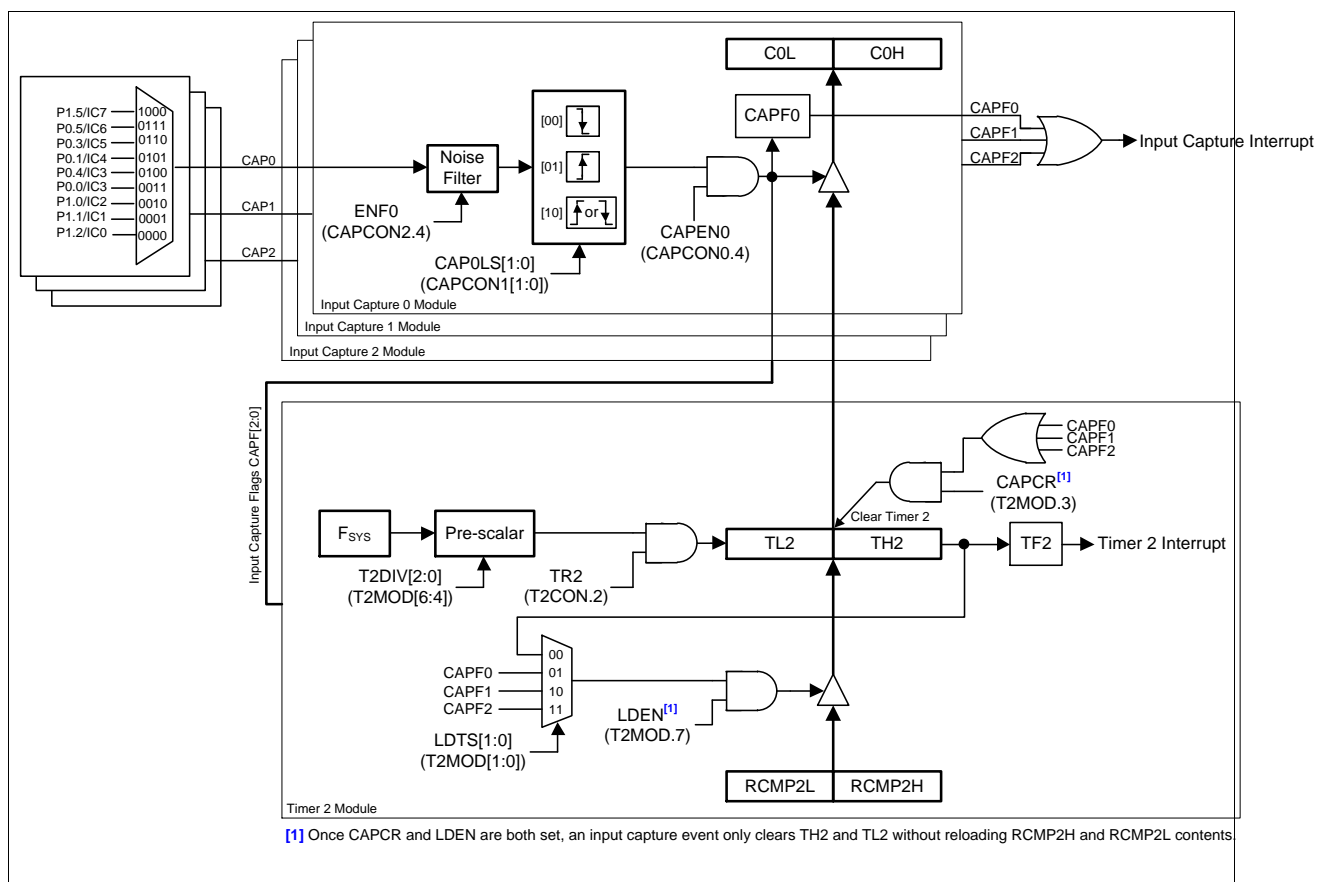 C0L
C0H
P1.5/IC7
P0.5/IC6
P0.3/IC5
P0.1/IC4
P0.4/IC3
P0.0/IC3
P1.0/IC2
P1.1/IC1
P1.2/IC0
1000
0111
0110
0101
0100
0011
0010
0001
0000
CAP0
CAP1
CAP2
Noise
Filter
ENF0
(CAPCON2.4)
[00]
[01]
[10]
or
CAP0LS[1:0]
(CAPCON1[1:0])
CAPEN0
(CAPCON0.4)
CAPF0
CAPF0
CAPF1
CAPF2
Input Capture Interrupt
Input Capture 0 Module
Input Capture 1 Module
Input Capture 2 Module
Input Capture Flags CAPF[2:0]
CAPF0
CAPF1
CAPF2
CAPCR[1]
(T2MOD.3)
Clear Timer 2
FSYS
Pre-scalar
T2DIV[2:0]
(T2MOD[6:4])
TR2
(T2CON.2)
TL2
TH2
TF2
Timer 2 Interrupt
CAPF0
CAPF1
CAPF2
00
01
10
11
LDTS[1:0]
(T2MOD[1:0])
LDEN[1]
(T2MOD.7)
RCMP2L
RCMP2H
Timer 2 Module
[1] Once CAPCR and LDEN are both set, an input capture event only clears TH2 and TL2 without reloading RCMP2H and RCMP2L contents.